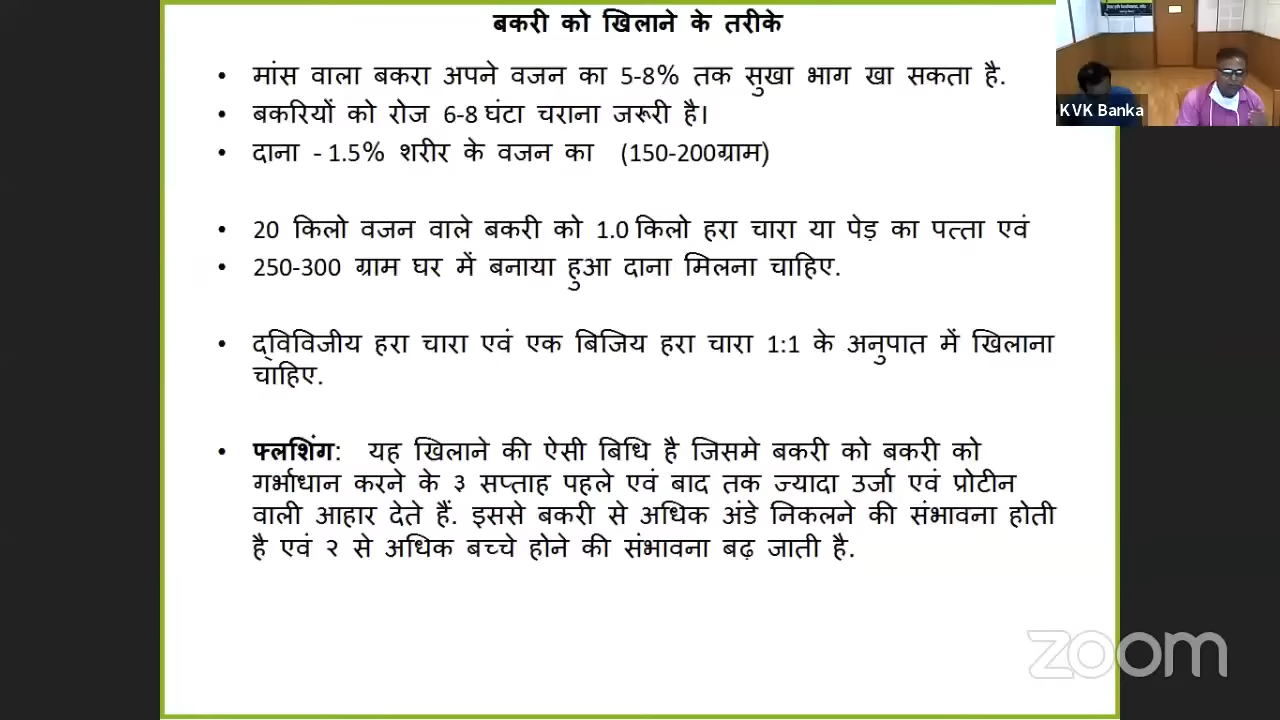 बकरी को खिलाने के तरीके
• मांस वाला बकरा अपने वजन का 5-8% तक सुखा भाग खा सकता है.
• बकरियों को रोज 6-8 घंटा चराना जरूरी है।
• दाना - 1.5% शरीर के वजन का (150-200ग्राम)
• 20 किलो वजन वाले बकरी को 1.0 किलो हरा चारा या पेड़ का पत्ता एवं
• 250-300 ग्राम घर में बनाया हुआ दाना मिलना चाहिए.
• द्विविजीय हरा चारा एवं एक बिजिय हरा चारा 1:1 के अनुपात में खिलाना
चाहिए.
• फ्लशिंग: यह खिलाने की ऐसी बिधि है जिसमे बकरी को बकरी को
गर्भाधान करने के ३ सप्ताह पहले एवं बाद तक ज्यादा उर्जा एवं प्रोटीन
वाली आहार देते हैं. इससे बकरी से अधिक अंडे निकलने की संभावना होती
है एवं २ से अधिक बच्चे होने की संभावना बढ़ जाती है.
KVK Banka
zoom